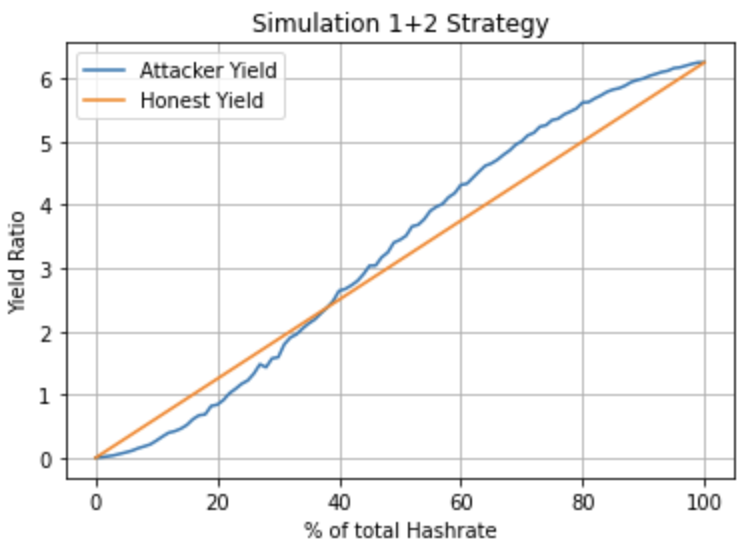 Simulation 1+2 Strategy
Attacker Yield
Honest Yield
Yield Ratio
6
5
4
3
2
1
0
0 20 40 60 80 100
% of total Hashrate